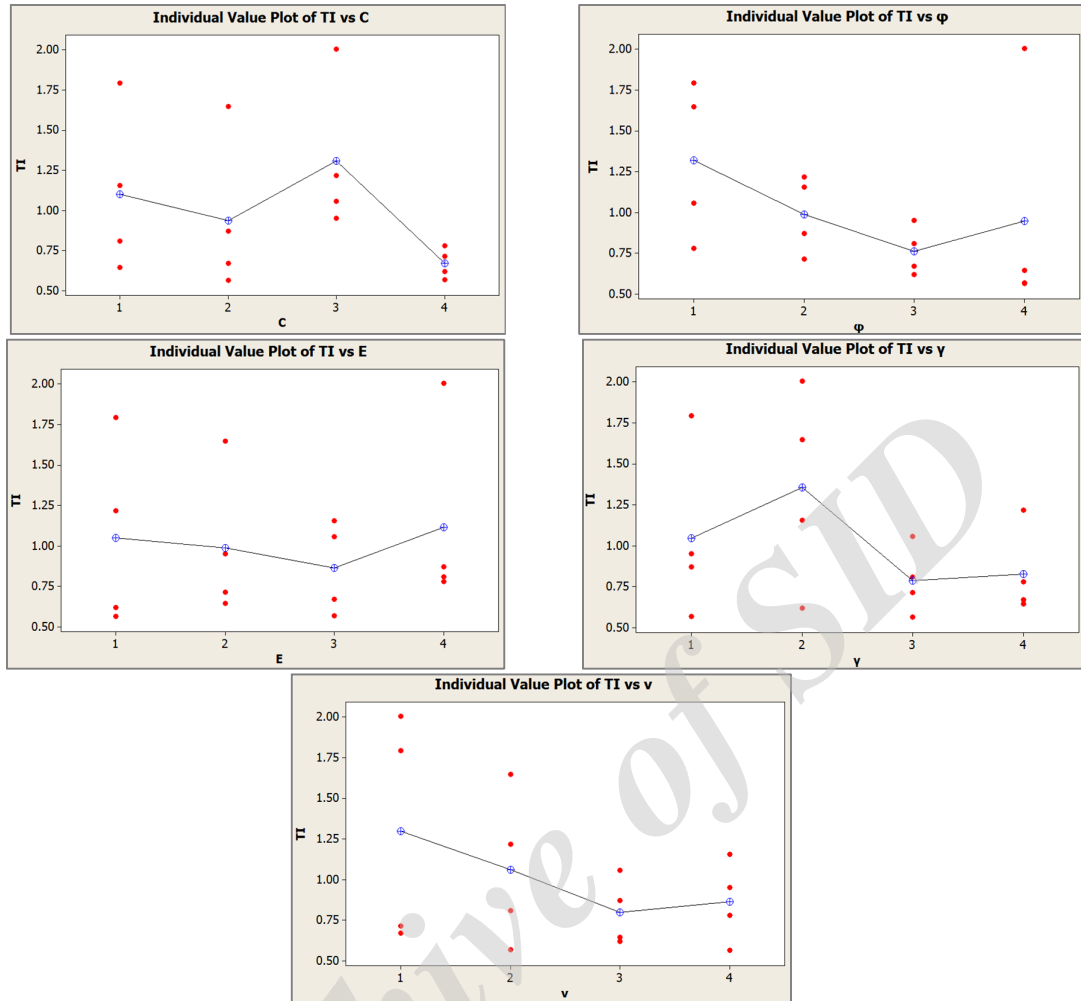 Individual Value Plot of TI vs C
2.00
1.75
1.50
1.25
1.00
0.75
0.50
TI
1 2 3 4
C
Individual Value Plot of TI vs φ
2.00
1.75
1.50
1.25
1.00
0.75
0.50
TI
1 2 3 4
φ
Individual Value Plot of TI vs E
2.00
1.75
1.50
1.25
1.00
0.75
0.50
TI
1 2 3 4
E
Individual Value Plot of TI vs γ
2.00
1.75
1.50
1.25
1.00
0.75
0.50
TI
1 2 3 4
γ
Individual Value Plot of TI vs ν
2.00
1.75
1.50
1.25
1.00
0.75
0.50
TI
1 2 3 4
ν
hive of SID